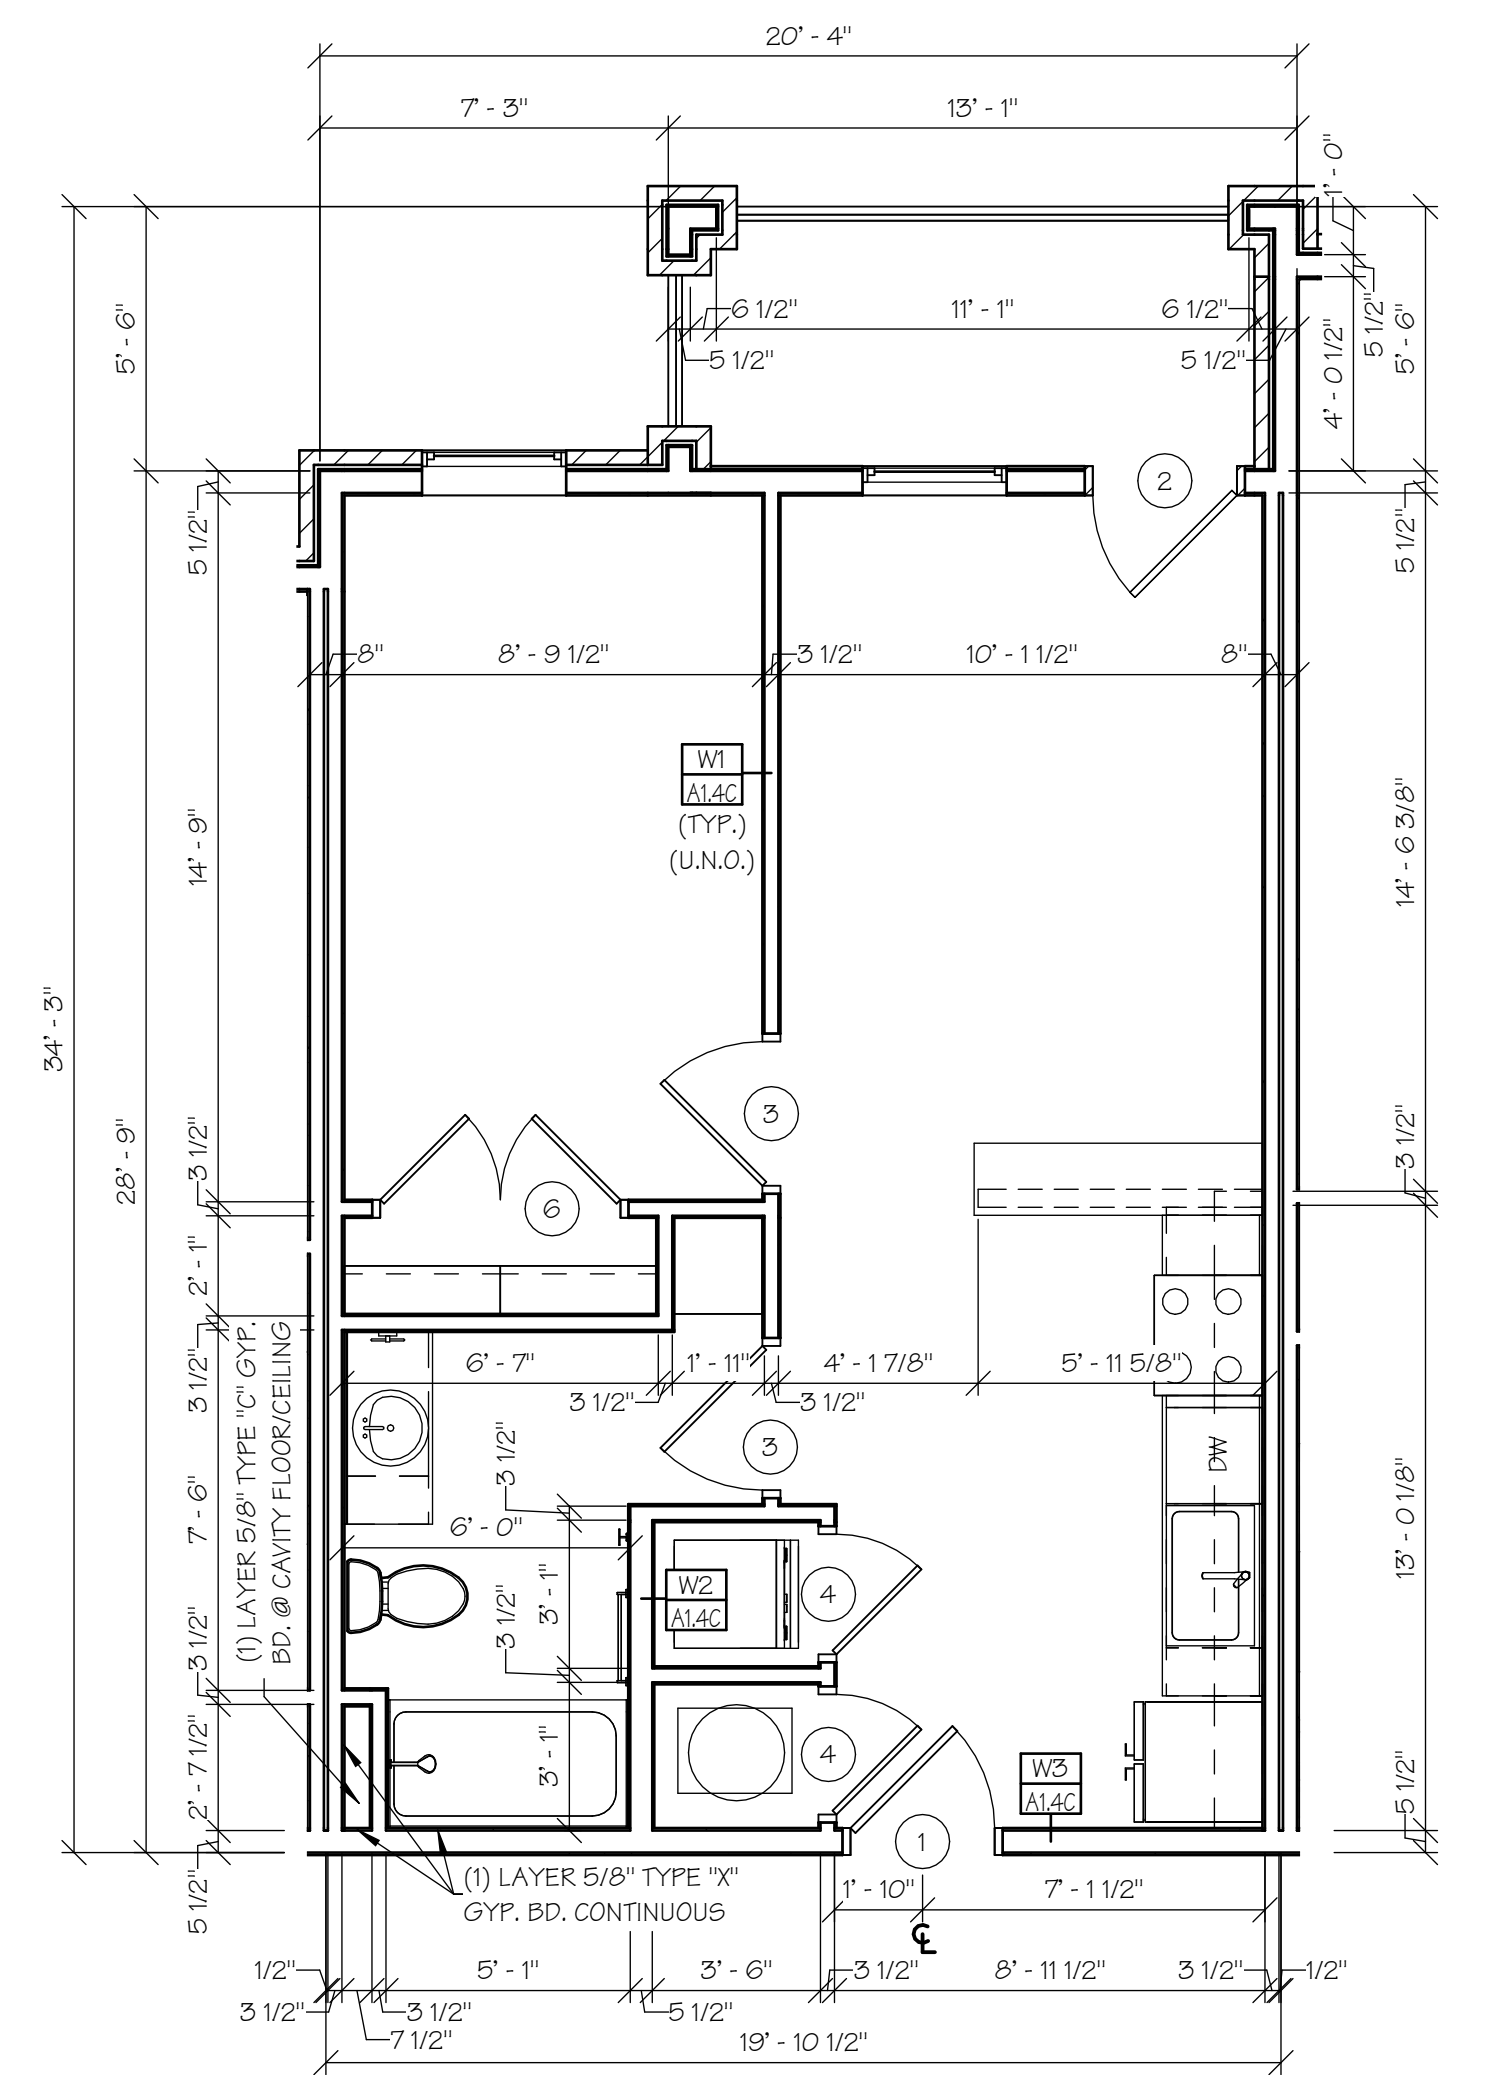 20' - 4"
7' - 3"
13' - 1"
1' - 0"
6 1/2"
11' - 1"
6 1/2"
5 1/2"
5 1/2"
5' - 6"
4' - 0 1/2"
5 1/2"
5' - 6"
2
5 1/2"
5 1/2"
8"
8' - 9 1/2"
3 1/2"
10' - 1 1/2"
8"
W1
A1.4C
(TYP.)
(U.N.O.)
14' - 9"
14' - 6 3/8"
34' - 3"
28' - 9"
3
3 1/2"
3 1/2"
6
2' - 1"
3 1/2"
(1) LAYER 5/8" TYPE "C" GYP.
BD. @ CAVITY FLOOR/CEILING
6' - 7"
1' - 11"
4' - 1 7/8"
5' - 11 5/8"
3 1/2"
3 1/2"
3
DW
7' - 6"
3 1/2"
6' - 0"
13' - 0 1/8"
3' - 1"
W2
A1.4C
4
3 1/2"
3 1/2"
2' - 7 1/2"
3' - 1"
4
W3
A1.4C
5 1/2"
1
5 1/2"
(1) LAYER 5/8" TYPE "X"
GYP. BD. CONTINUOUS
1' - 10"
7' - 1 1/2"
CL
1/2"
5' - 1"
3' - 6"
3 1/2"
8' - 11 1/2"
3 1/2"
1/2"
3 1/2"
3 1/2"
5 1/2"
7 1/2"
19' - 10 1/2"